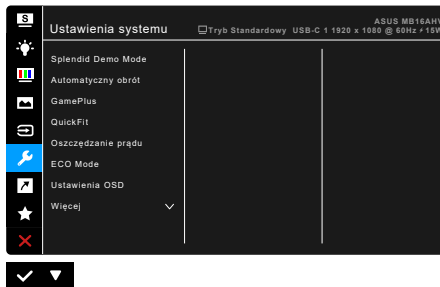 S
Ustawienia systemu
ASUS MB16AHV
Tryb Standardowy USB-C 1 1920 x 1080 @ 60Hz 15W
Splendid Demo Mode
Automatyczny obrót
GamePlus
QuickFit
Oszczędzanie prądu
ECO Mode
Ustawienia OSD
Więcej